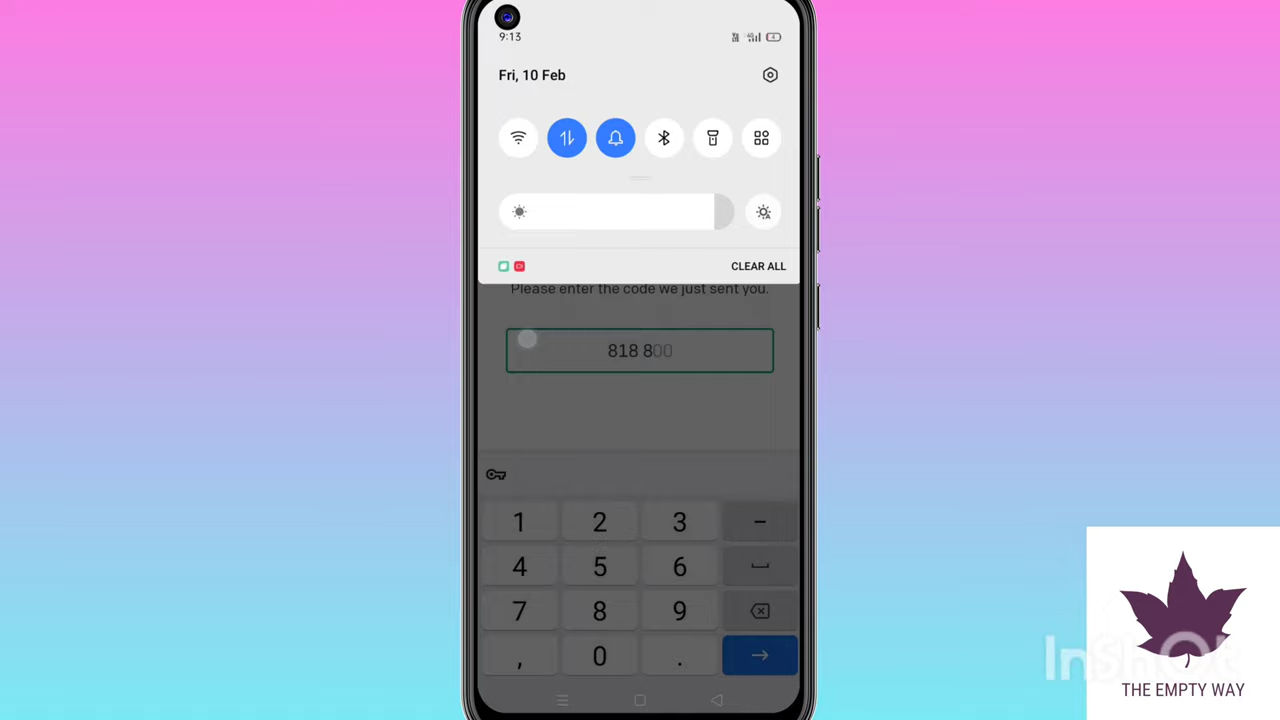 9:13
Fri, 10 Feb
CLEAR ALL
Please enter the code we just sent you.
818 800
1 2 3 -
4 5 6
7 8 9
, 0 .
InShOt
THE EMPTY WAY